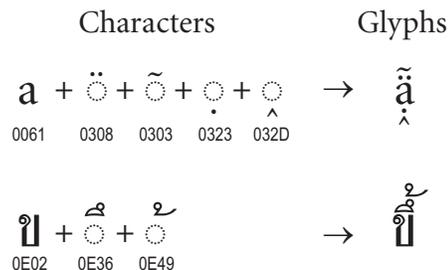 Characters Glyphs
a + ◌̈ + ◌̃ + ◌̣ + ◌̭ → ạ̭̈̃
0061 0308 0303 0323 032D
ข + ◌ึ + ◌้ → ขึ้
0E02 0E36 0E49